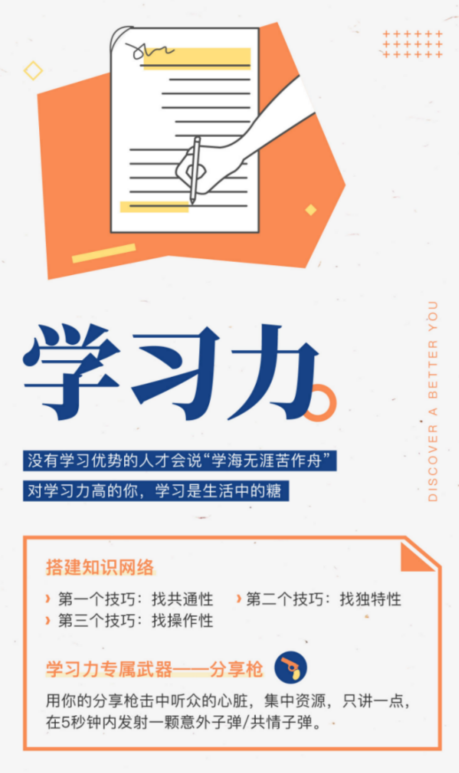 学习力
DISCOVER A BETTER YOU
没有学习优势的人才会说“学海无涯苦作舟”
对学习力高的你，学习是生活中的糖
搭建知识网络
› 第一个技巧：找共通性 › 第二个技巧：找独特性
› 第三个技巧：找操作性
学习力专属武器——分享枪
用你的分享枪击中听众的心脏，集中资源，只讲一点，
在5秒钟内发射一颗意外子弹/共情子弹。